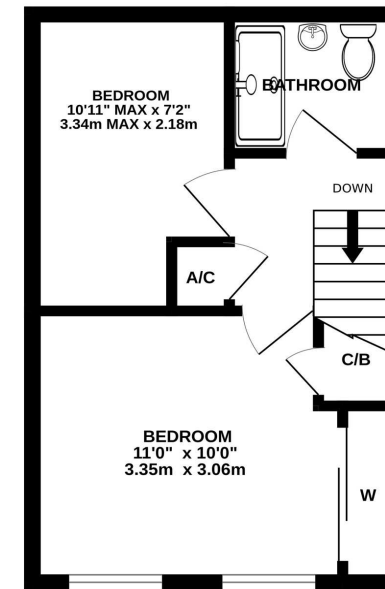 BEDROOM
10'11" MAX x 7'2"
3.34m MAX x 2.18m
BATHROOM
DOWN
A/C
C/B
BEDROOM
11'0" x 10'0"
3.35m x 3.06m
W